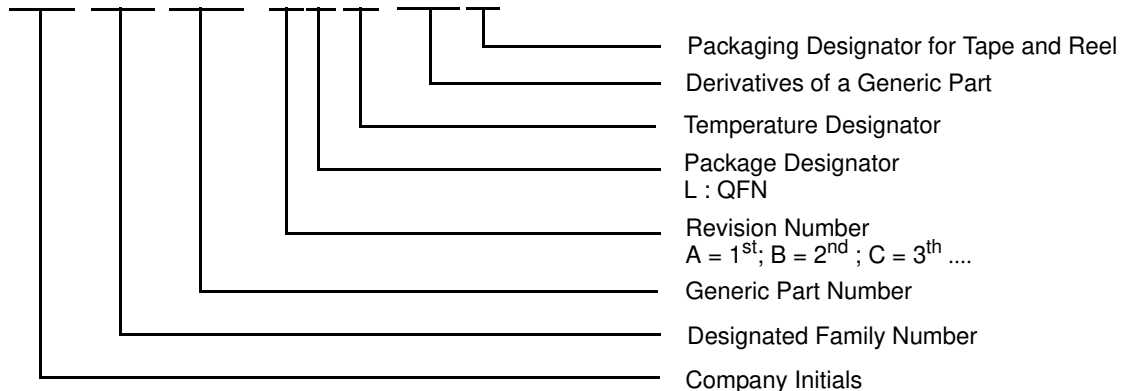 Packaging Designator for Tape and Reel
Derivatives of a Generic Part
Temperature Designator
Package Designator
L : QFN
Revision Number
A = 1st; B = 2nd ; C = 3th ....
Generic Part Number
Designated Family Number
Company Initials